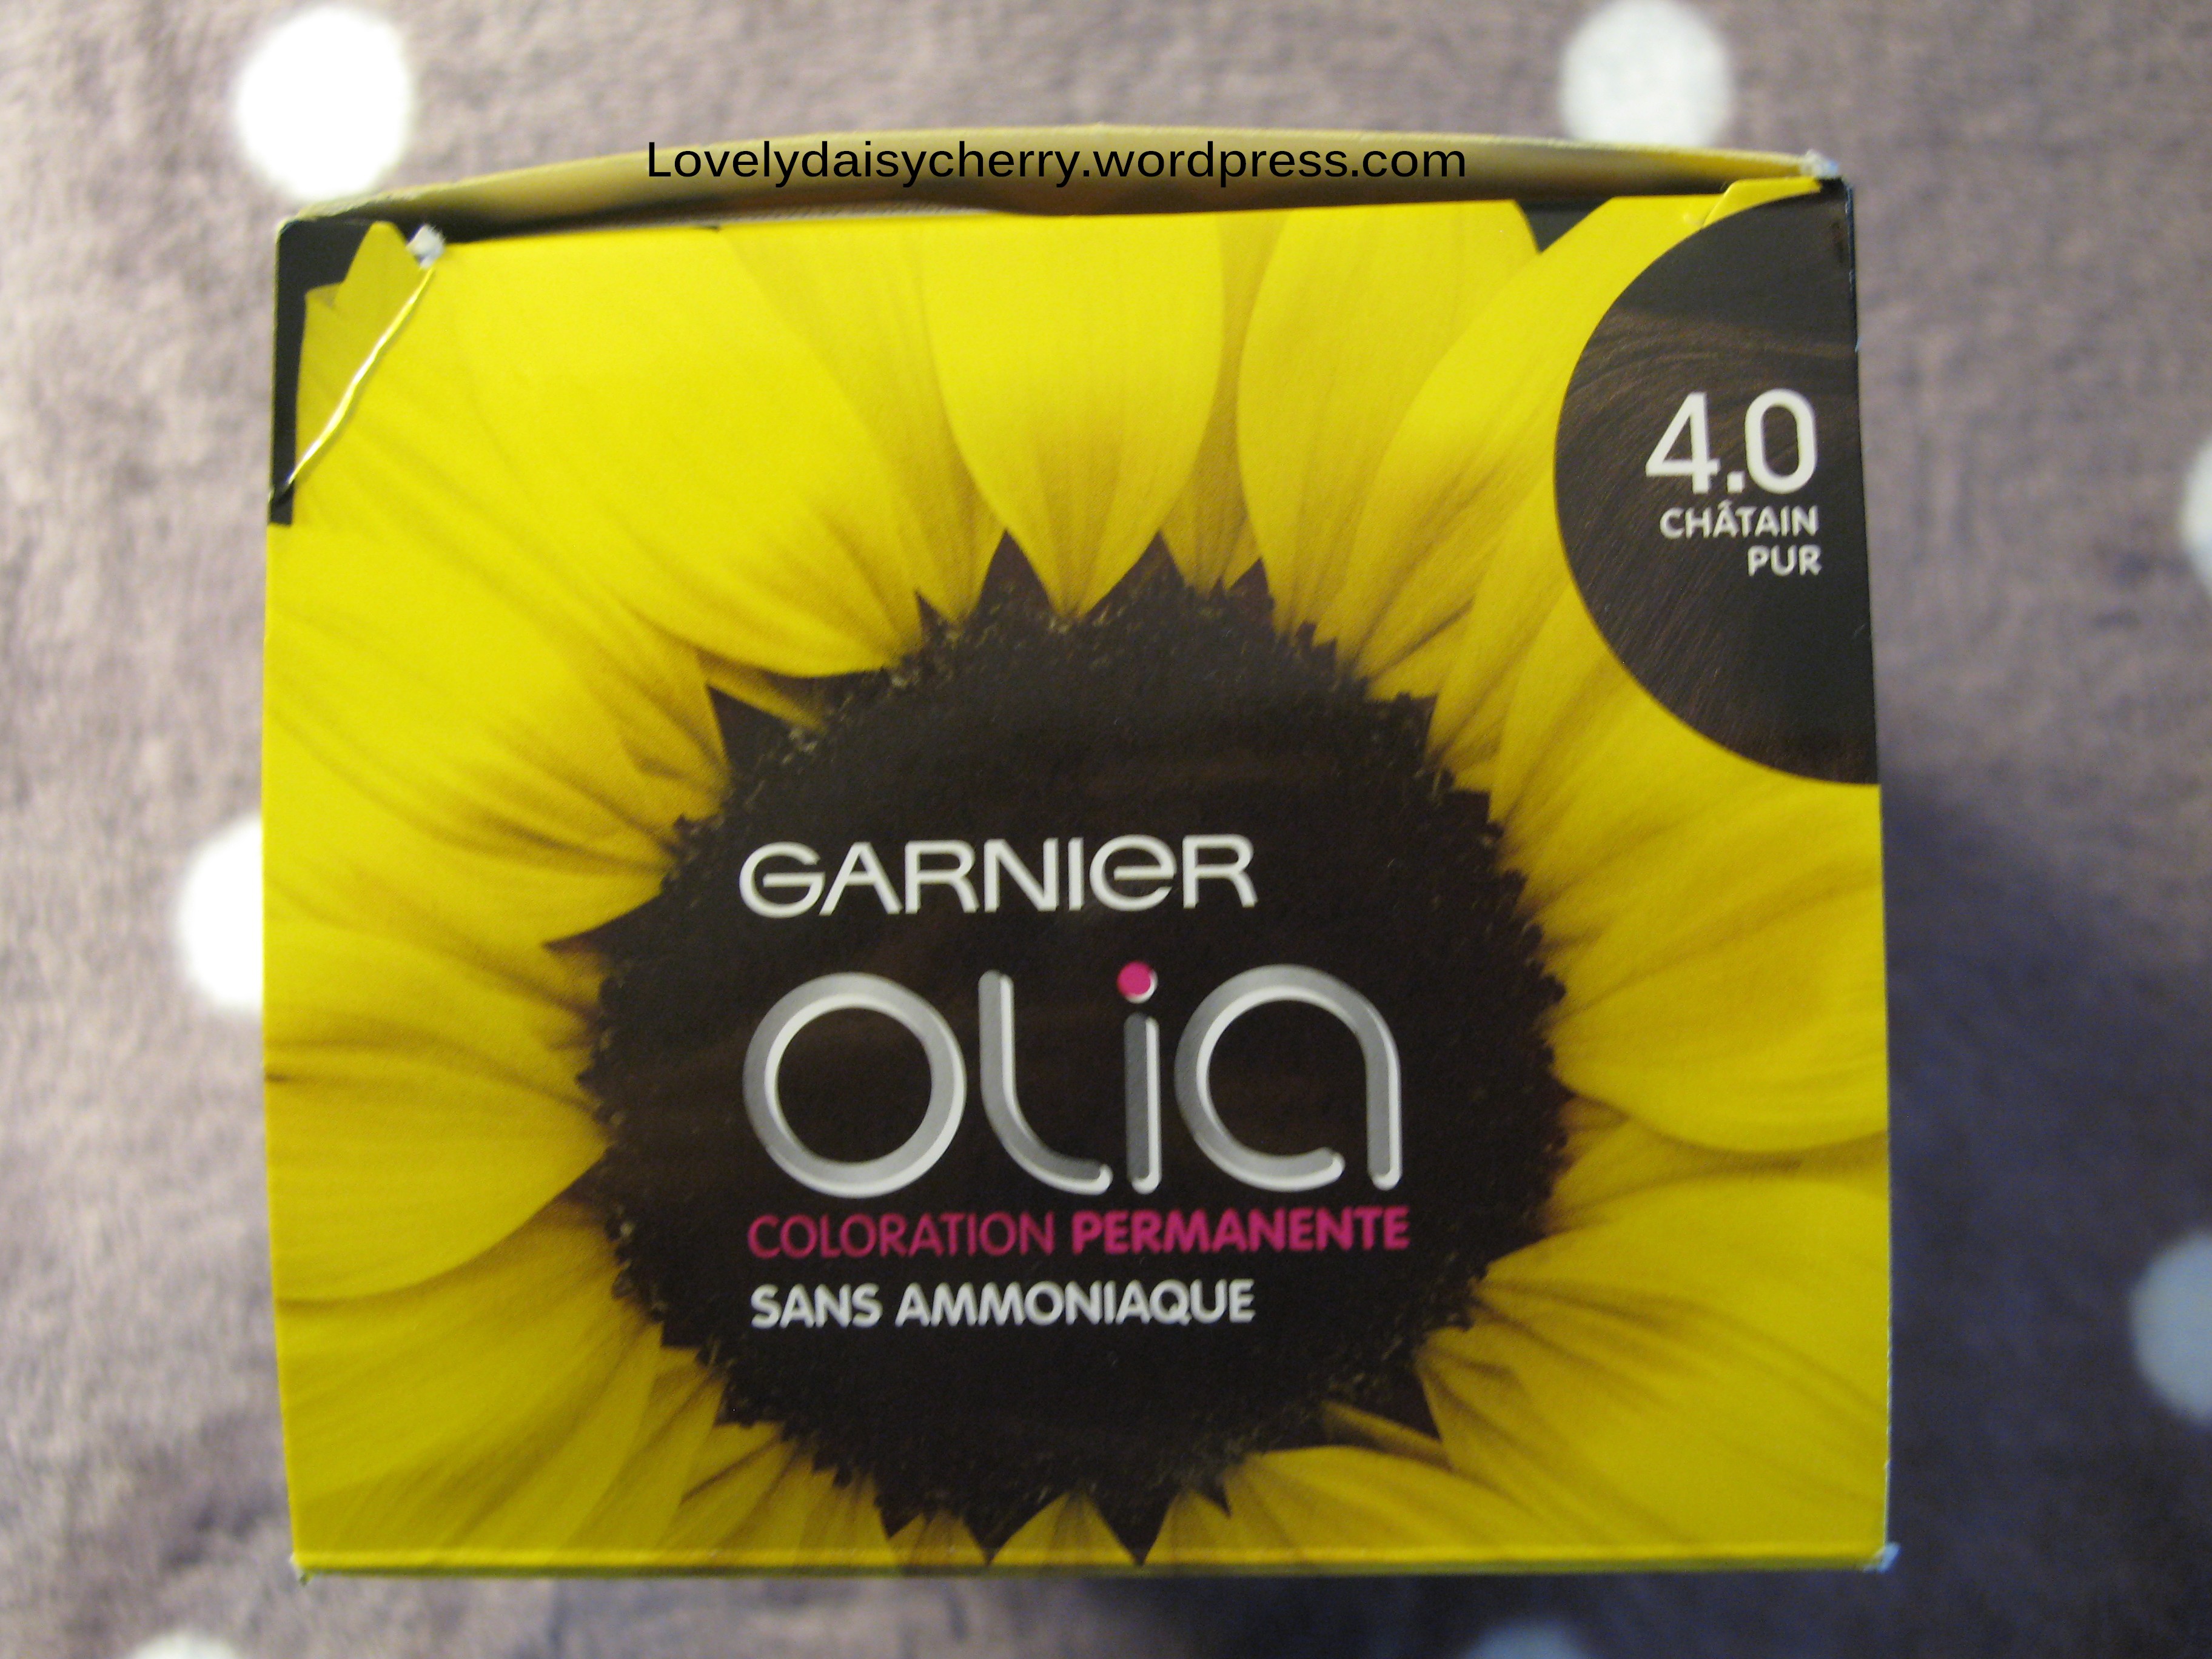 Lovelydaisycherry.wordpress.com
4.0
CHÂTAIN
PUR
GARNIER
OLIA
COLORATION PERMANENTE
SANS AMMONIAQUE